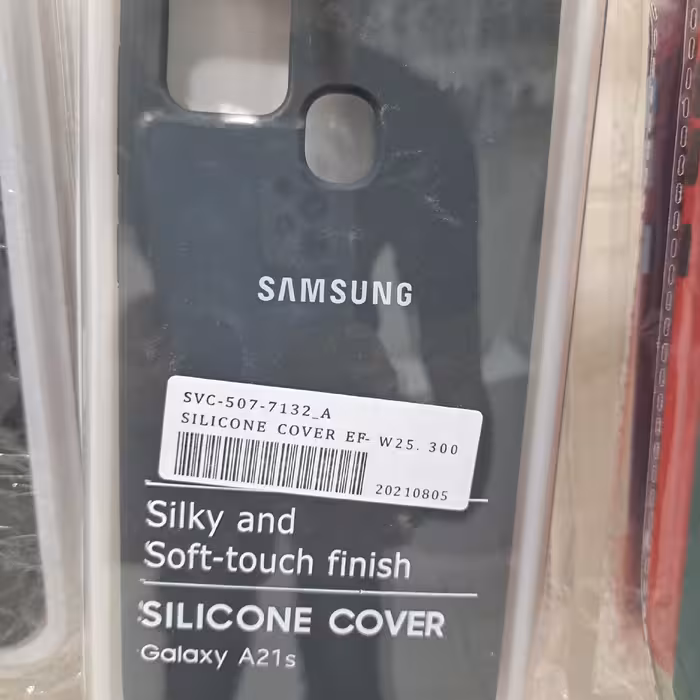 SAMSUNG
SVC-507-7132_A
SILICONE COVER EF- W25. 300
20210805
Silky and
Soft-touch finish
SILICONE COVER
Galaxy A21s